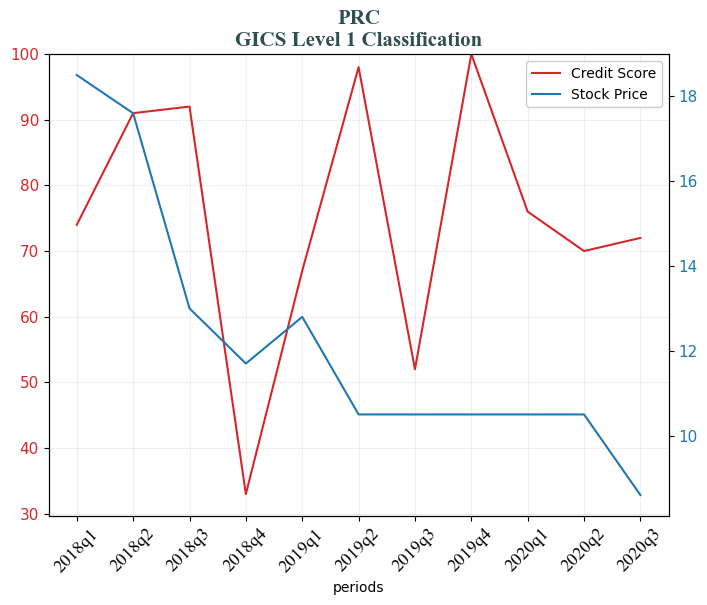 PRC
GICS Level 1 Classification
Credit Score
Stock Price
100
90
80
70
60
50
40
30
18
16
14
12
10
2018q1
2018q2
2018q3
2018q4
2019q1
2019q2
2019q3
2019q4
2020q1
2020q2
2020q3
periods